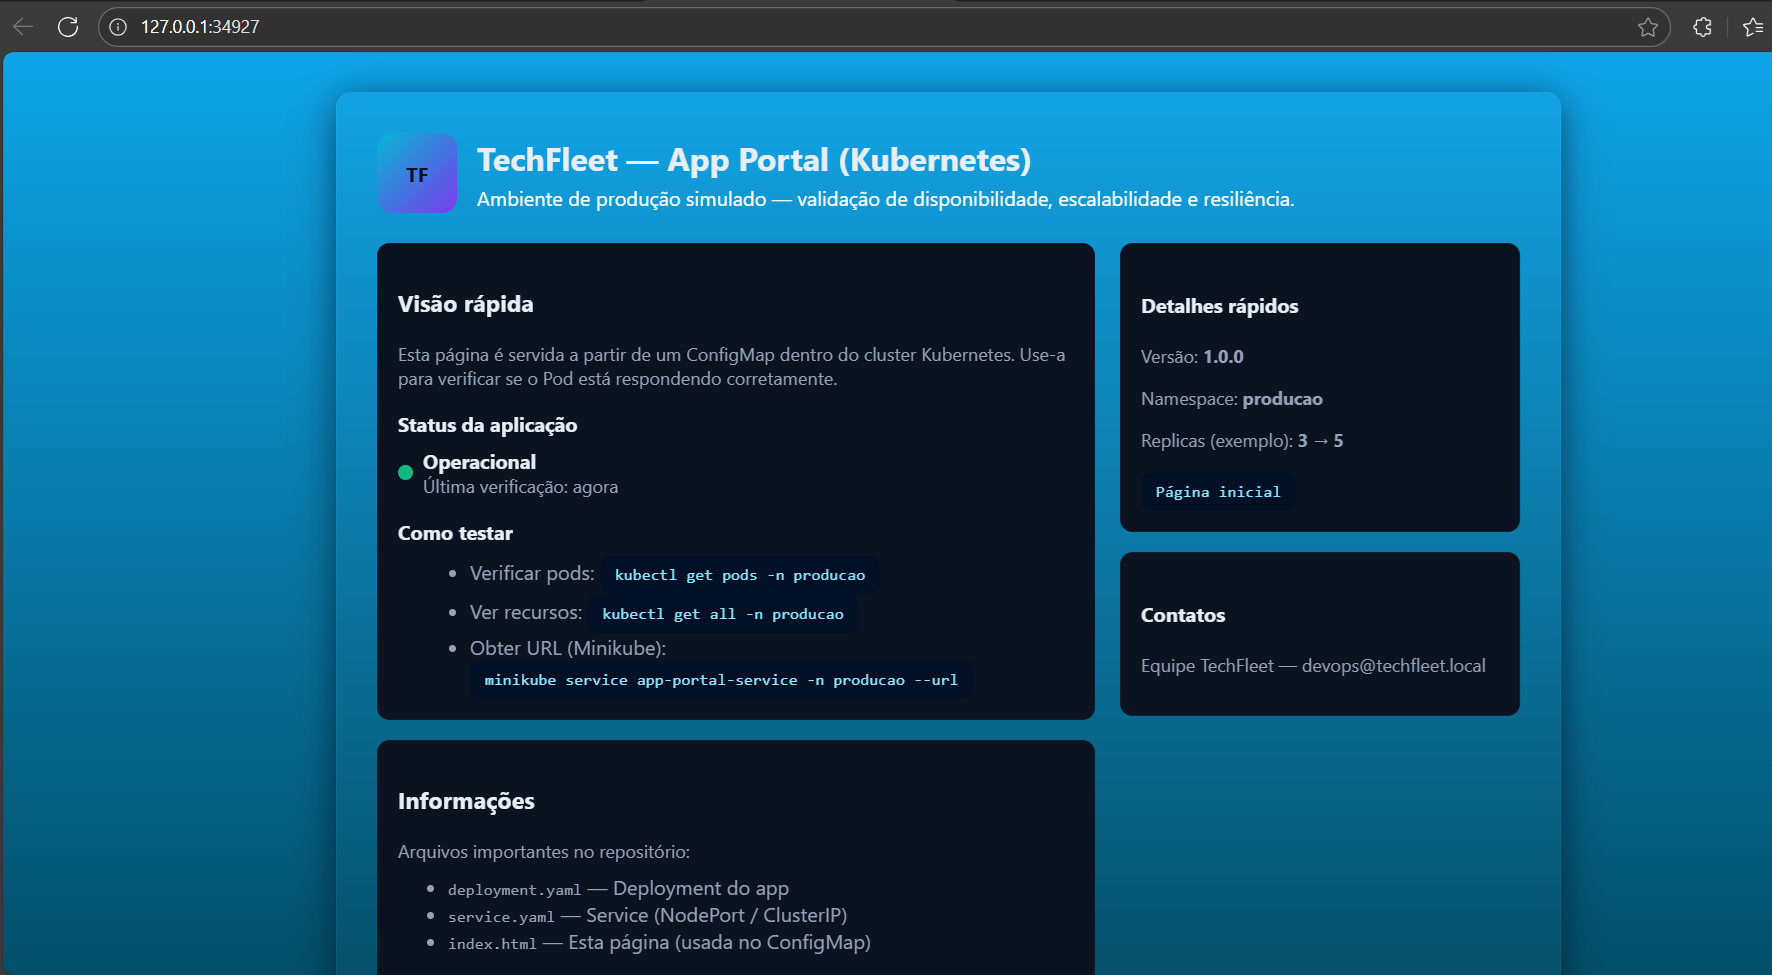 127.0.0.1:34927
TF
TechFleet — App Portal (Kubernetes)
Ambiente de produção simulado — validação de disponibilidade, escalabilidade e resiliência.
Visão rápida
Esta página é servida a partir de um ConfigMap dentro do cluster Kubernetes. Use-a
para verificar se o Pod está respondendo corretamente.
Status da aplicação
Operacional
Última verificação: agora
Como testar
• Verificar pods: kubectl get pods -n producao
• Ver recursos: kubectl get all -n producao
• Obter URL (Minikube):
minikube service app-portal-service -n producao --url
Detalhes rápidos
Versão: 1.0.0
Namespace: producao
Replicas (exemplo): 3 → 5
Página inicial
Contatos
Equipe TechFleet — devops@techfleet.local
Informações
Arquivos importantes no repositório:
• deployment.yaml — Deployment do app
• service.yaml — Service (NodePort / ClusterIP)
• index.html — Esta página (usada no ConfigMap)